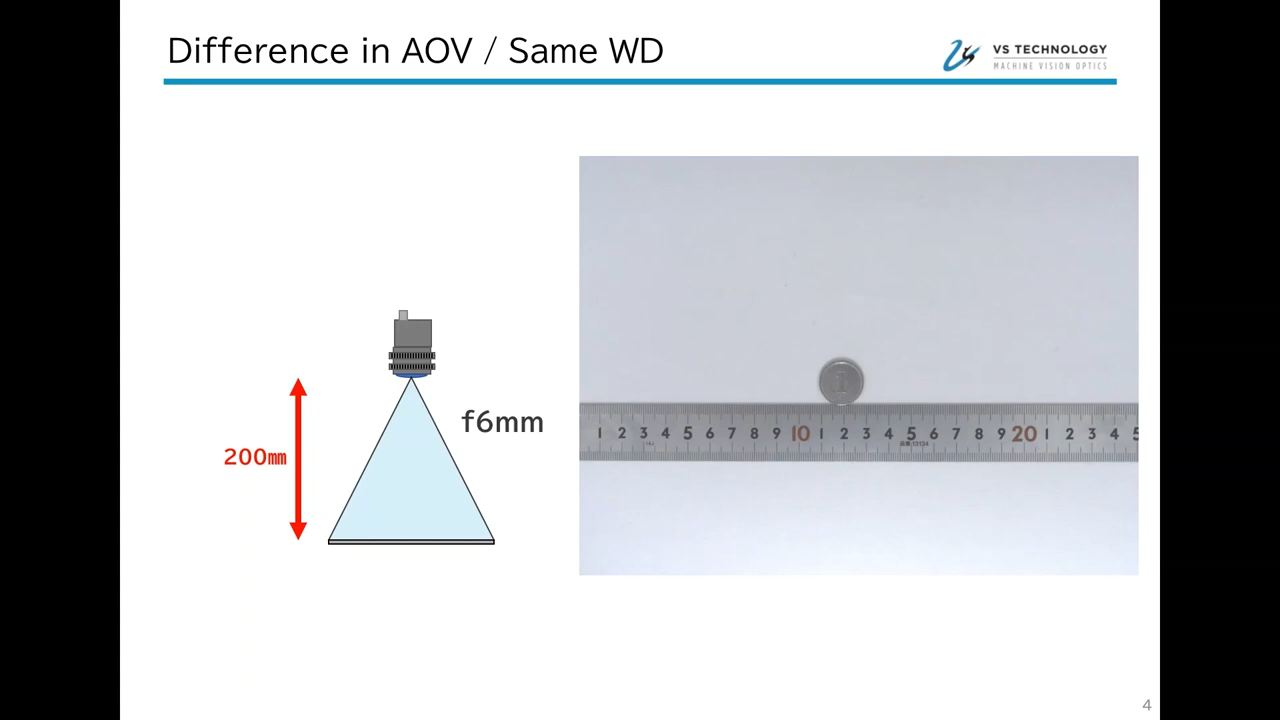 Difference in AOV / Same WD
VS TECHNOLOGY
MACHINE VISION OPTICS
f6mm
200㎜
1 2 3 4 5 6 7 8 9 10 1 2 3 4 5 6 7 8 9 20 1 2 3 4 5
4